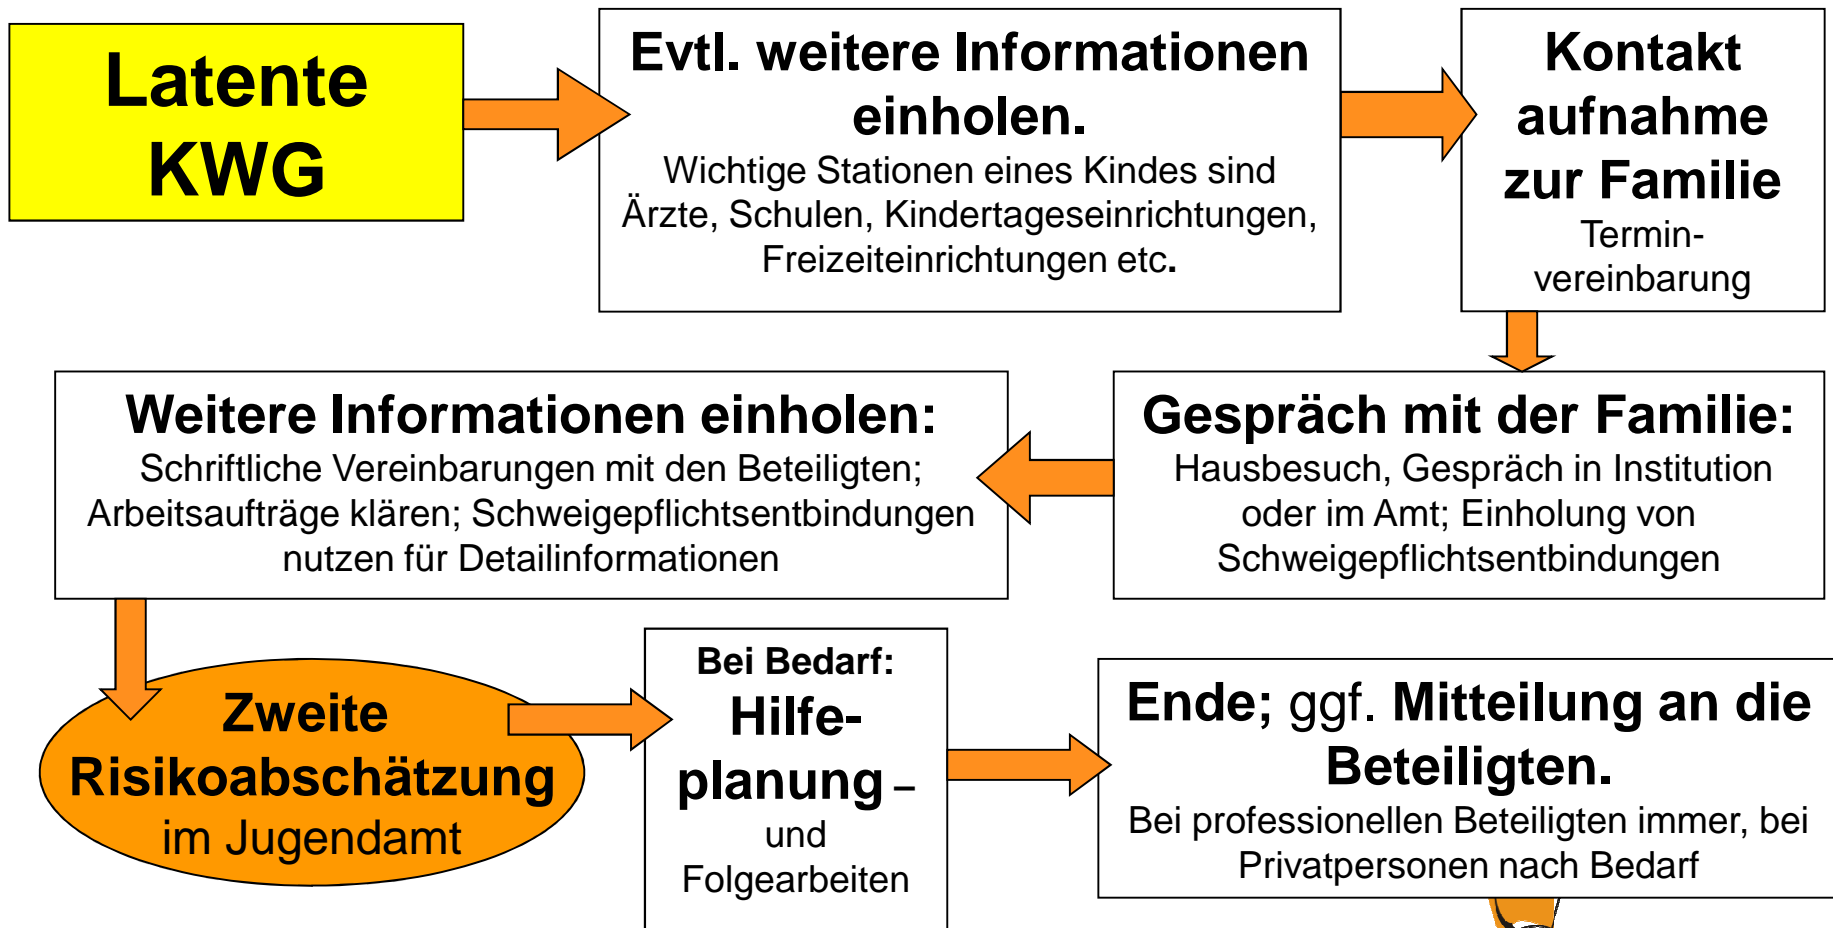 Latente
KWG
Evtl. weitere Informationen
einholen.
Wichtige Stationen eines Kindes sind
Ärzte, Schulen, Kindertageseinrichtungen,
Freizeiteinrichtungen etc.
Kontakt
aufnahme
zur Familie
Termin-
vereinbarung
Gespräch mit der Familie:
Hausbesuch, Gespräch in Institution
oder im Amt; Einholung von
Schweigepflichtsentbindungen
Weitere Informationen einholen:
Schriftliche Vereinbarungen mit den Beteiligten;
Arbeitsaufträge klären; Schweigepflichtsentbindungen
nutzen für Detailinformationen
Zweite
Risikoabschätzung
im Jugendamt
Bei Bedarf:
Hilfe-
planung –
und
Folgearbeiten
Ende; ggf. Mitteilung an die
Beteiligten.
Bei professionellen Beteiligten immer, bei
Privatpersonen nach Bedarf